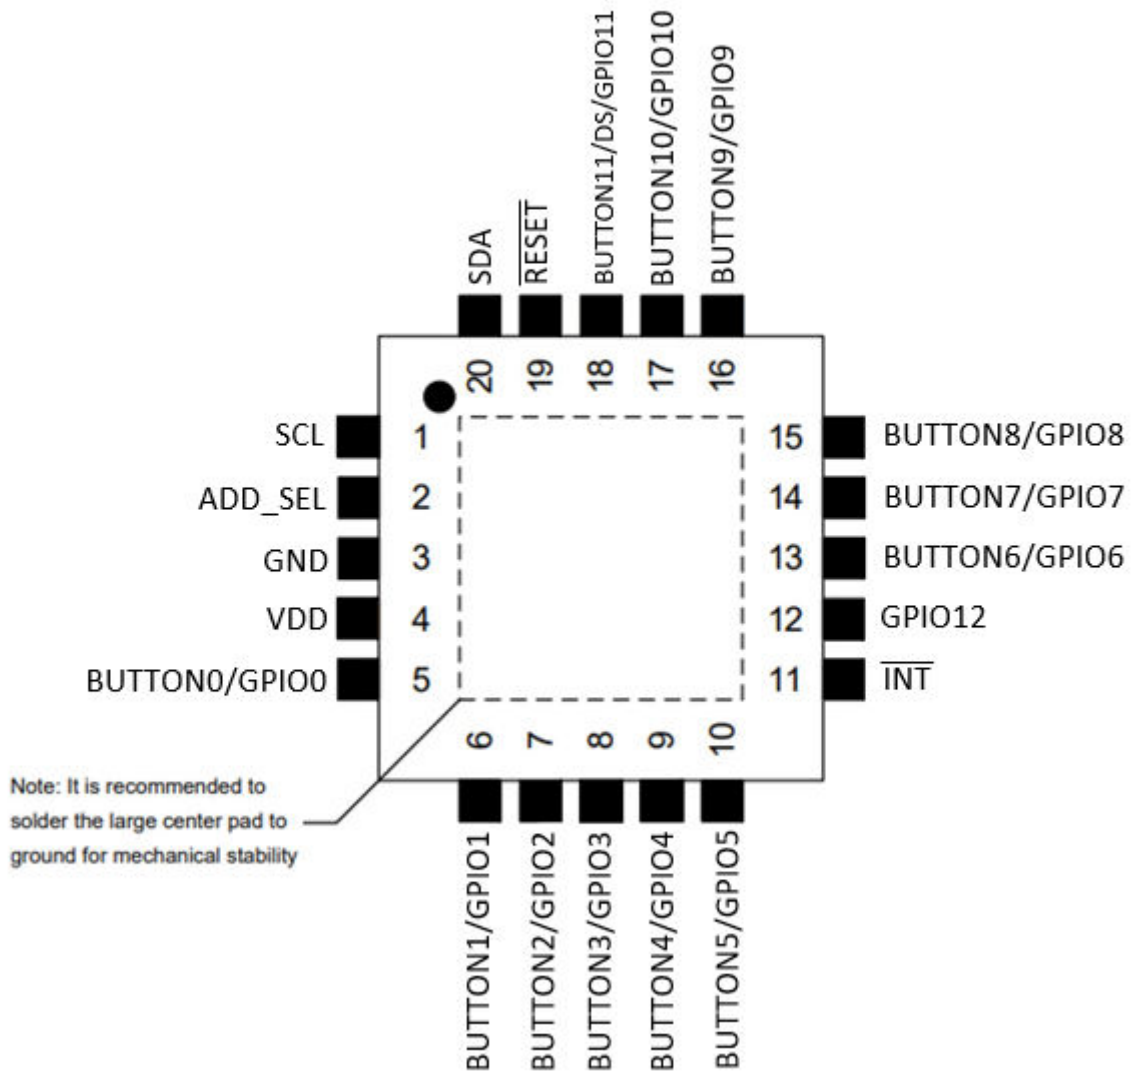 BUTTON11/DS/GPIO11
BUTTON10/GPIO10
BUTTON9/GPIO9
SDA
RESET
20
19
18
17
16
SCL
1
15
BUTTON8/GPIO8
ADD_SEL
2
14
BUTTON7/GPIO7
GND
3
13
BUTTON6/GPIO6
VDD
4
12
GPIO12
BUTTON0/GPIO0
5
11
INT
6
7
8
9
10
Note: It is recommended to
solder the large center pad to
ground for mechanical stability
BUTTON1/GPIO1
BUTTON2/GPIO2
BUTTON3/GPIO3
BUTTON4/GPIO4
BUTTON5/GPIO5